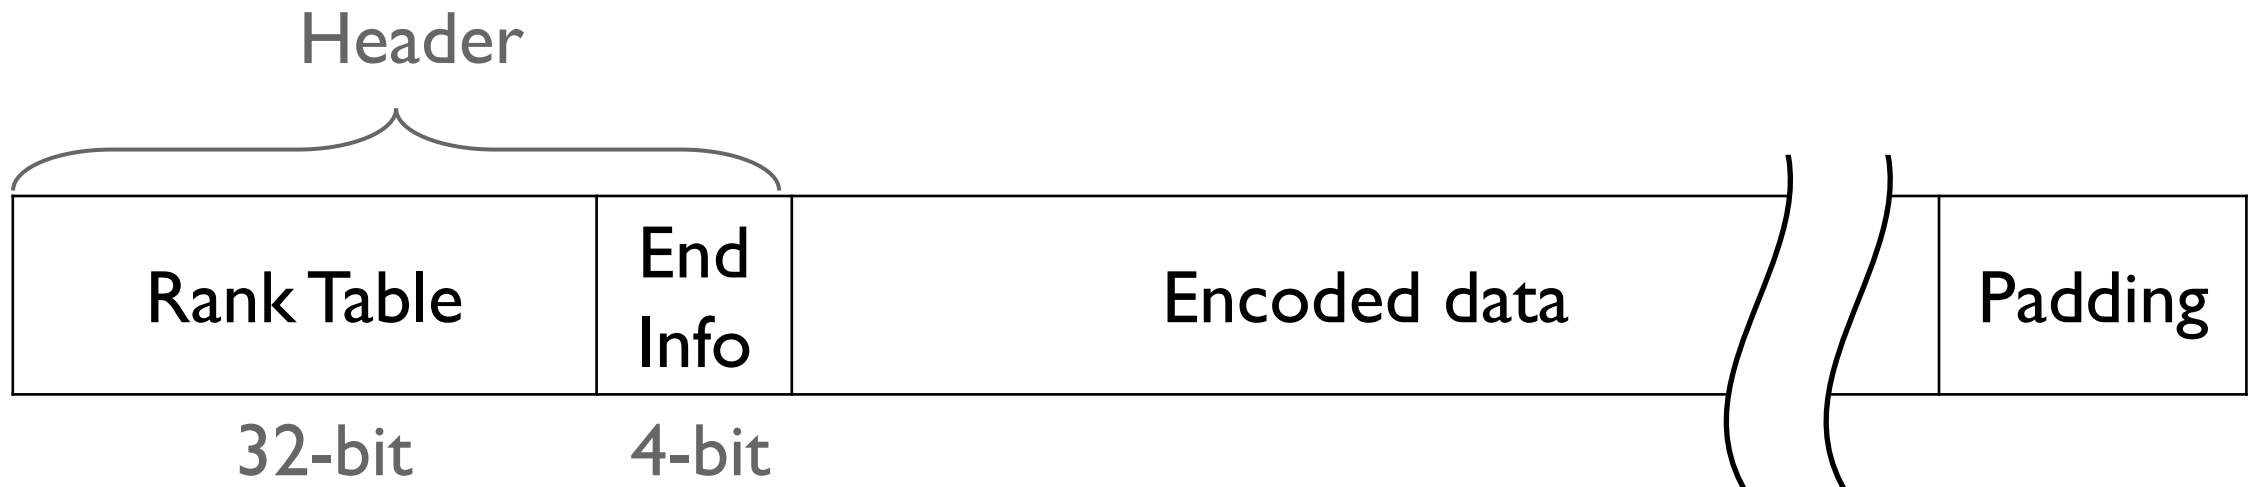 Header
Rank Table
End
Info
Encoded data
Padding
32-bit
4-bit